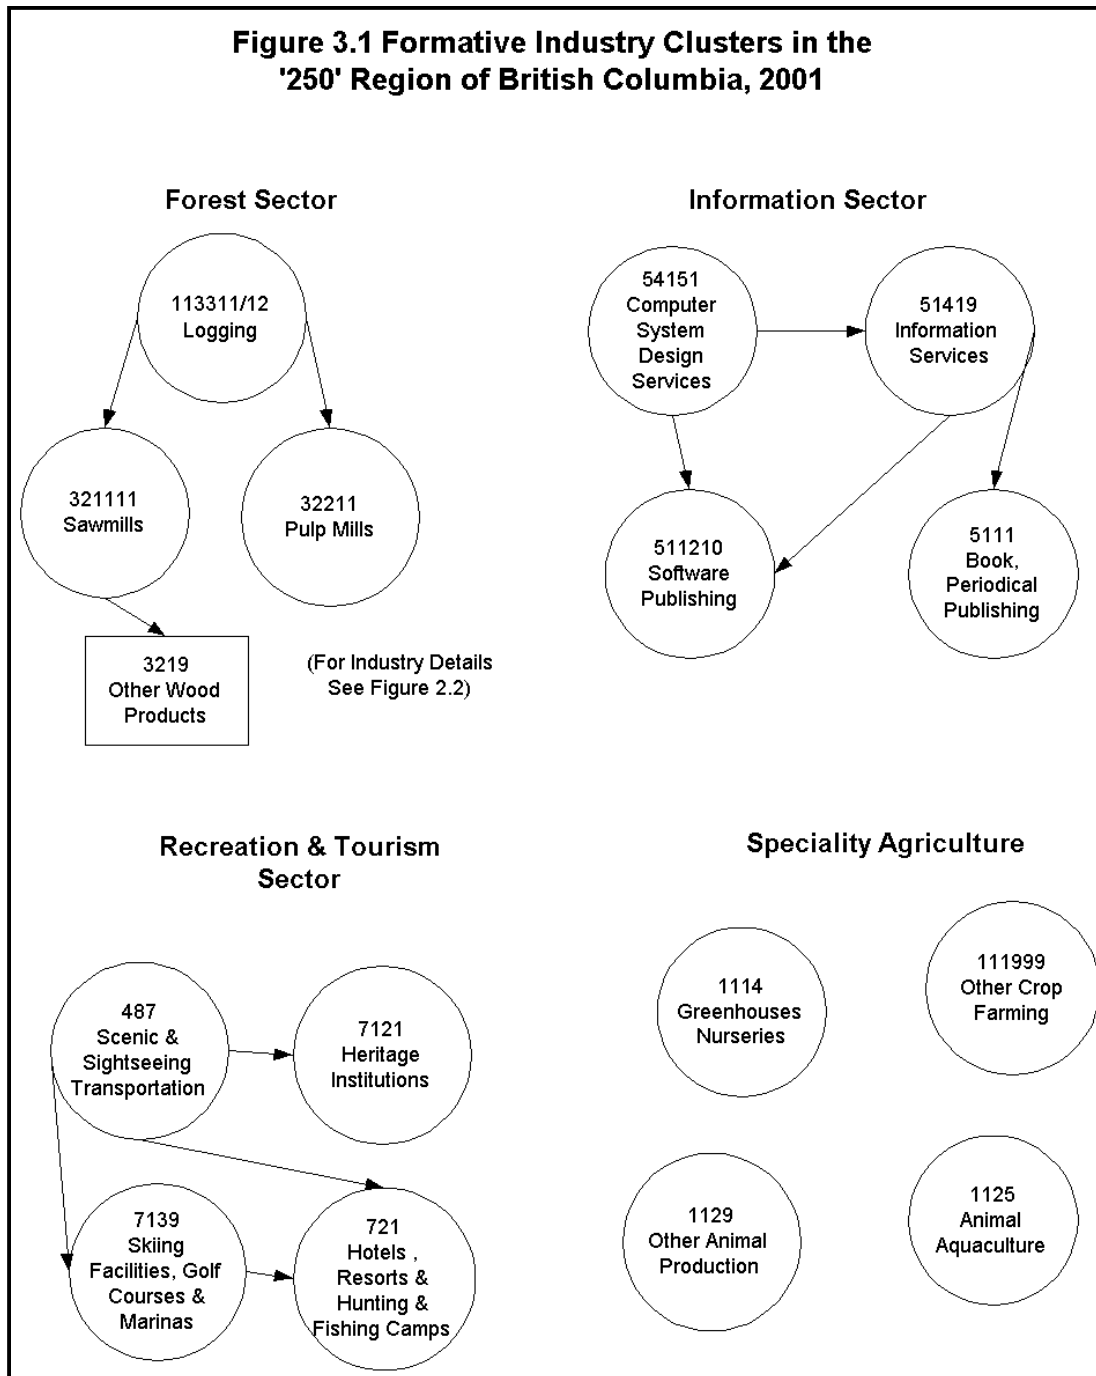 Figure 3.1 Formative Industry Clusters in the
'250' Region of British Columbia, 2001
Forest Sector
113311/12
Logging
321111
Sawmills
32211
Pulp Mills
3219
Other Wood
Products
(For Industry Details
See Figure 2.2)
Information Sector
54151
Computer
System
Design
Services
51419
Information
Services
511210
Software
Publishing
5111
Book,
Periodical
Publishing
Recreation & Tourism
Sector
487
Scenic &
Sightseeing
Transportation
7121
Heritage
Institutions
7139
Skiing
Facilities, Golf
Courses &
Marinas
721
Hotels ,
Resorts &
Hunting &
Fishing Camps
Speciality Agriculture
1114
Greenhouses
Nurseries
111999
Other Crop
Farming
1129
Other Animal
Production
1125
Animal
Aquaculture